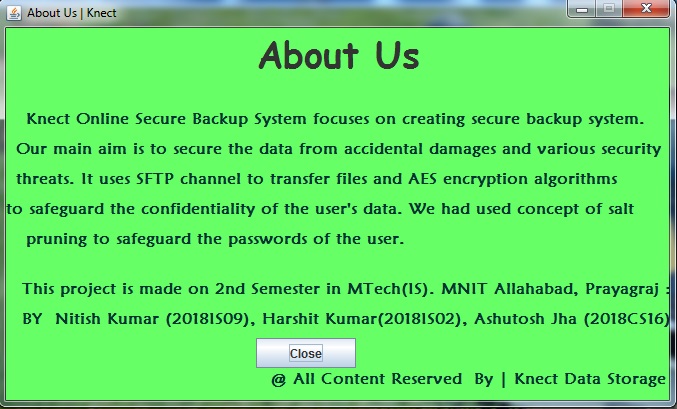 About Us | Knect
About Us
Knect Online Secure Backup System focuses on creating secure backup system.
Our main aim is to secure the data from accidental damages and various security
threats. It uses SFTP channel to transfer files and AES encryption algorithms
to safeguard the confidentiality of the user's data. We had used concept of salt
pruning to safeguard the passwords of the user.
This project is made on 2nd Semester in MTech(IS). MNIT Allahabad, Prayagraj :
BY Nitish Kumar (2018IS09), Harshit Kumar(2018IS02), Ashutosh Jha (2018CS16)
Close
@ All Content Reserved By | Knect Data Storage